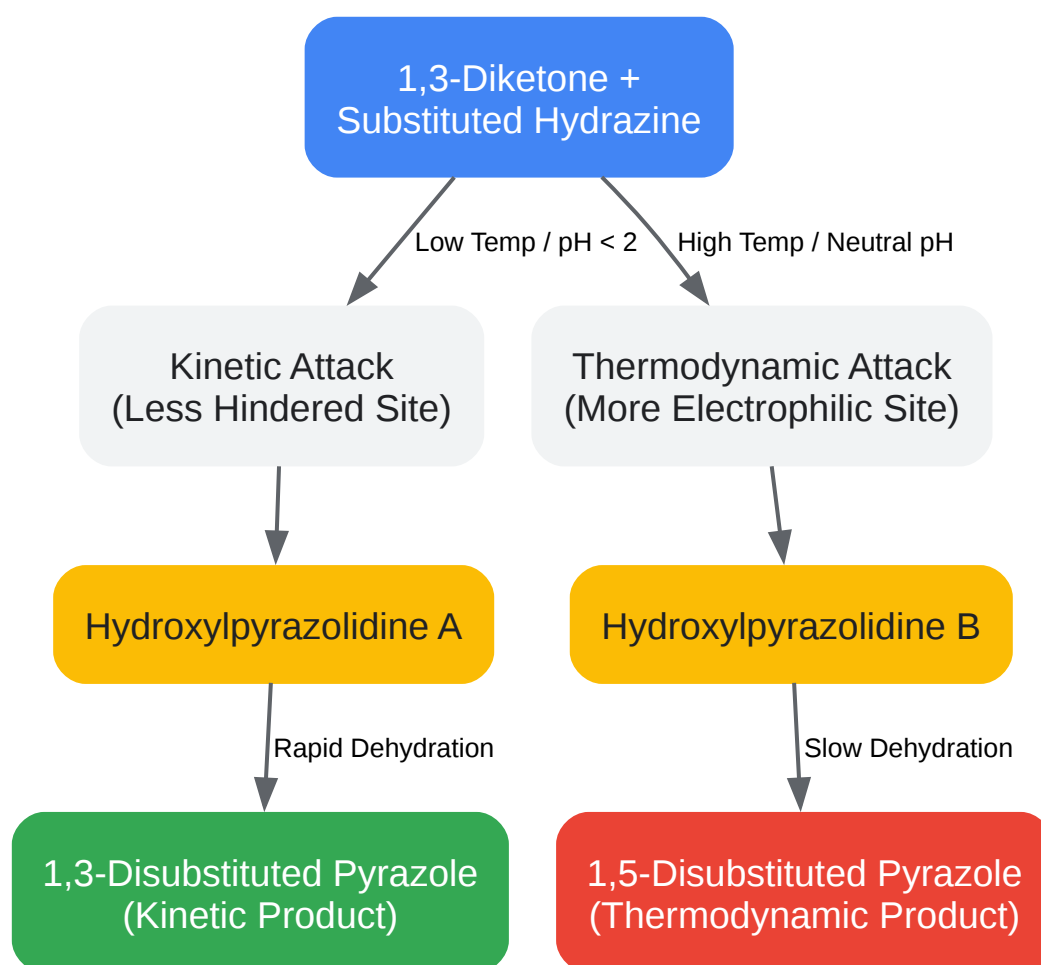 1,3-Diketone +
Substituted Hydrazine
Low Temp / pH < 2
High Temp / Neutral pH
Kinetic Attack
(Less Hindered Site)
Thermodynamic Attack
(More Electrophilic Site)
Hydroxylpyrazolidine A
Hydroxylpyrazolidine B
Rapid Dehydration
Slow Dehydration
1,3-Disubstituted Pyrazole
(Kinetic Product)
1,5-Disubstituted Pyrazole
(Thermodynamic Product)